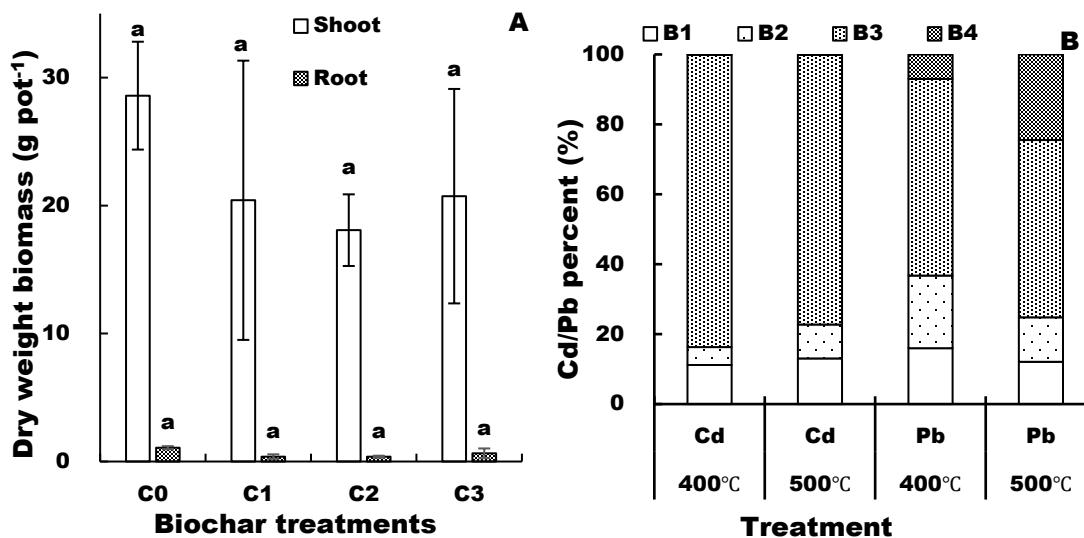 A
Shoot
Root
a
a
a
a
a
a
a
a
30
20
10
0
Dry weight biomass (g pot⁻¹)
C0 C1 C2 C3
Biochar treatments
B1 B2 B3 B4
B
100
80
60
40
20
0
Cd/Pb percent (%)
Cd Cd Pb Pb
400℃ 500℃ 400℃ 500℃
Treatment